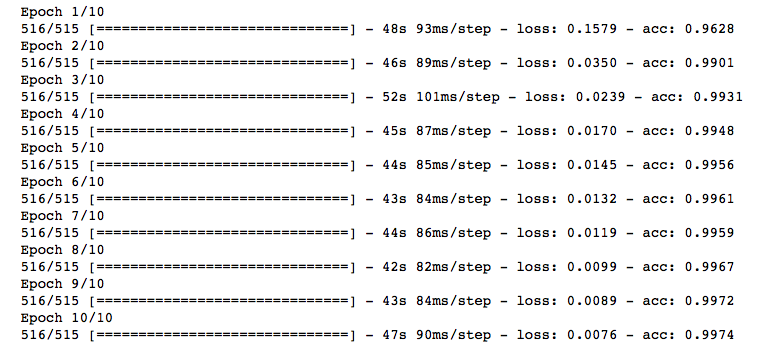 Epoch 1/10
516/515 [==============================] - 48s 93ms/step - loss: 0.1579 - acc: 0.9628
Epoch 2/10
516/515 [==============================] - 46s 89ms/step - loss: 0.0350 - acc: 0.9901
Epoch 3/10
516/515 [==============================] - 52s 101ms/step - loss: 0.0239 - acc: 0.9931
Epoch 4/10
516/515 [==============================] - 45s 87ms/step - loss: 0.0170 - acc: 0.9948
Epoch 5/10
516/515 [==============================] - 44s 85ms/step - loss: 0.0145 - acc: 0.9956
Epoch 6/10
516/515 [==============================] - 43s 84ms/step - loss: 0.0132 - acc: 0.9961
Epoch 7/10
516/515 [==============================] - 44s 86ms/step - loss: 0.0119 - acc: 0.9959
Epoch 8/10
516/515 [==============================] - 42s 82ms/step - loss: 0.0099 - acc: 0.9967
Epoch 9/10
516/515 [==============================] - 43s 84ms/step - loss: 0.0089 - acc: 0.9972
Epoch 10/10
516/515 [==============================] - 47s 90ms/step - loss: 0.0076 - acc: 0.9974